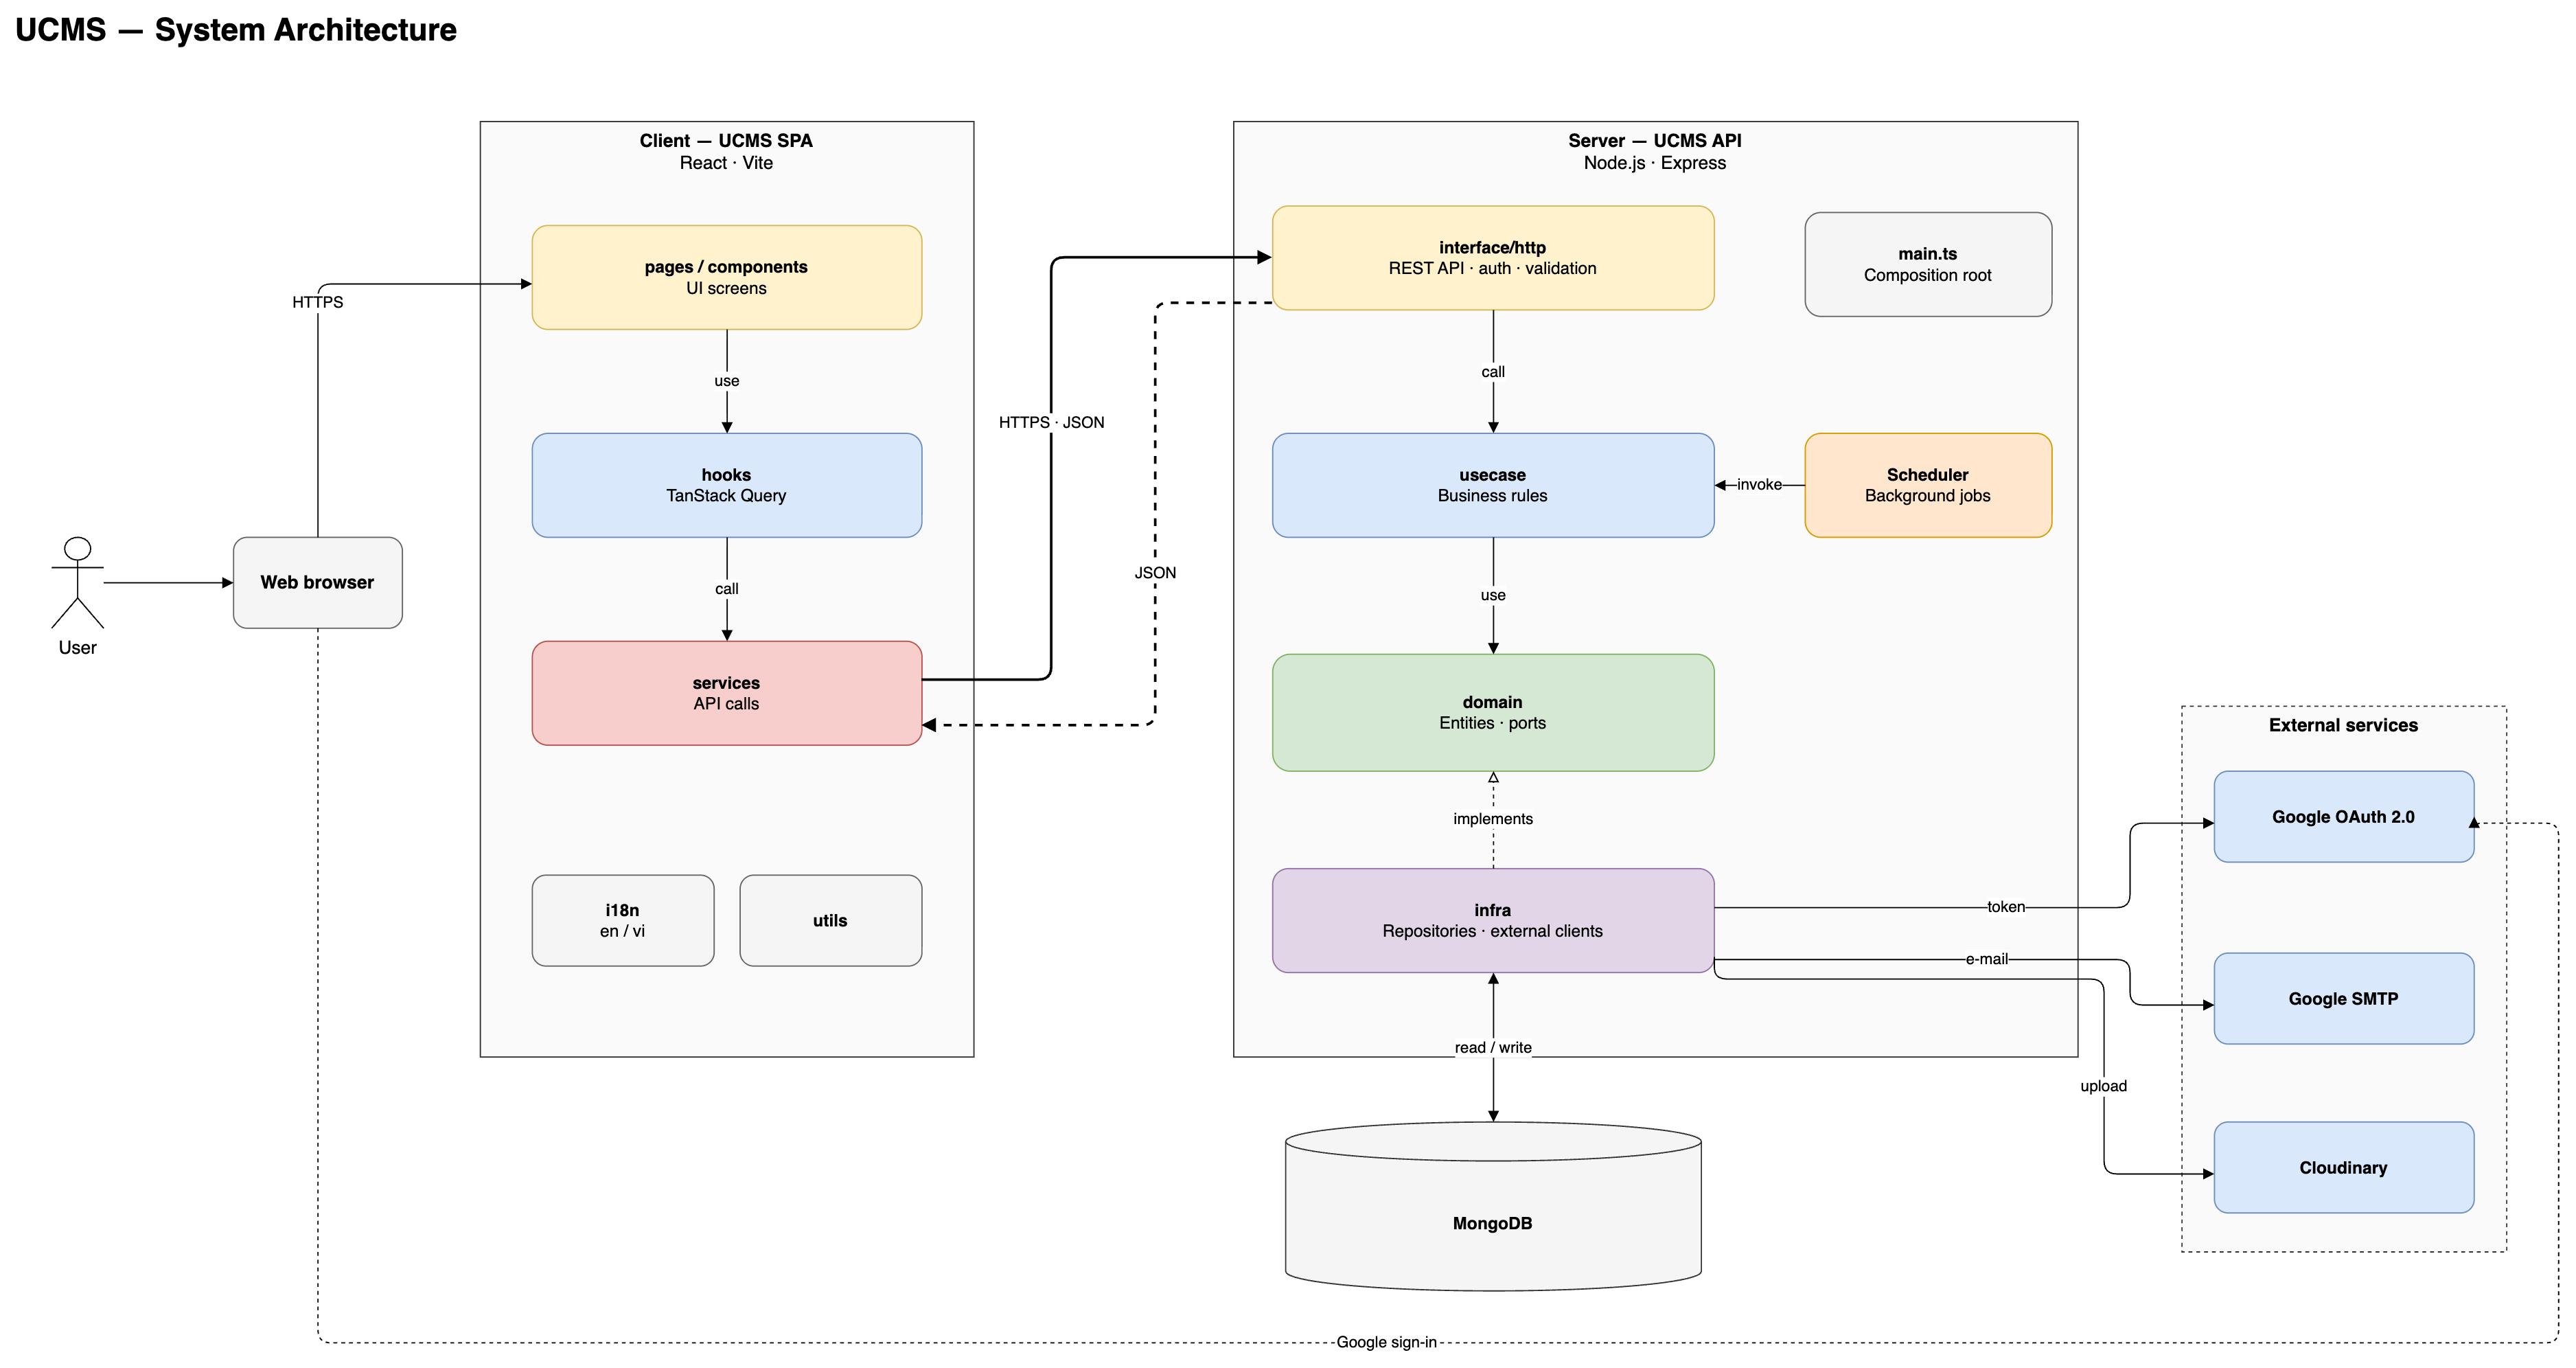 UCMS — System Architecture
Client — UCMS SPA
React · Vite
pages / components
UI screens
use
hooks
TanStack Query
call
services
API calls
i18n
en / vi
utils
User
Web browser
HTTPS
HTTPS · JSON
JSON
Server — UCMS API
Node.js · Express
interface/http
REST API · auth · validation
main.ts
Composition root
call
usecase
Business rules
invoke
Scheduler
Background jobs
use
domain
Entities · ports
implements
infra
Repositories · external clients
read / write
MongoDB
token
e-mail
upload
External services
Google OAuth 2.0
Google SMTP
Cloudinary
Google sign-in